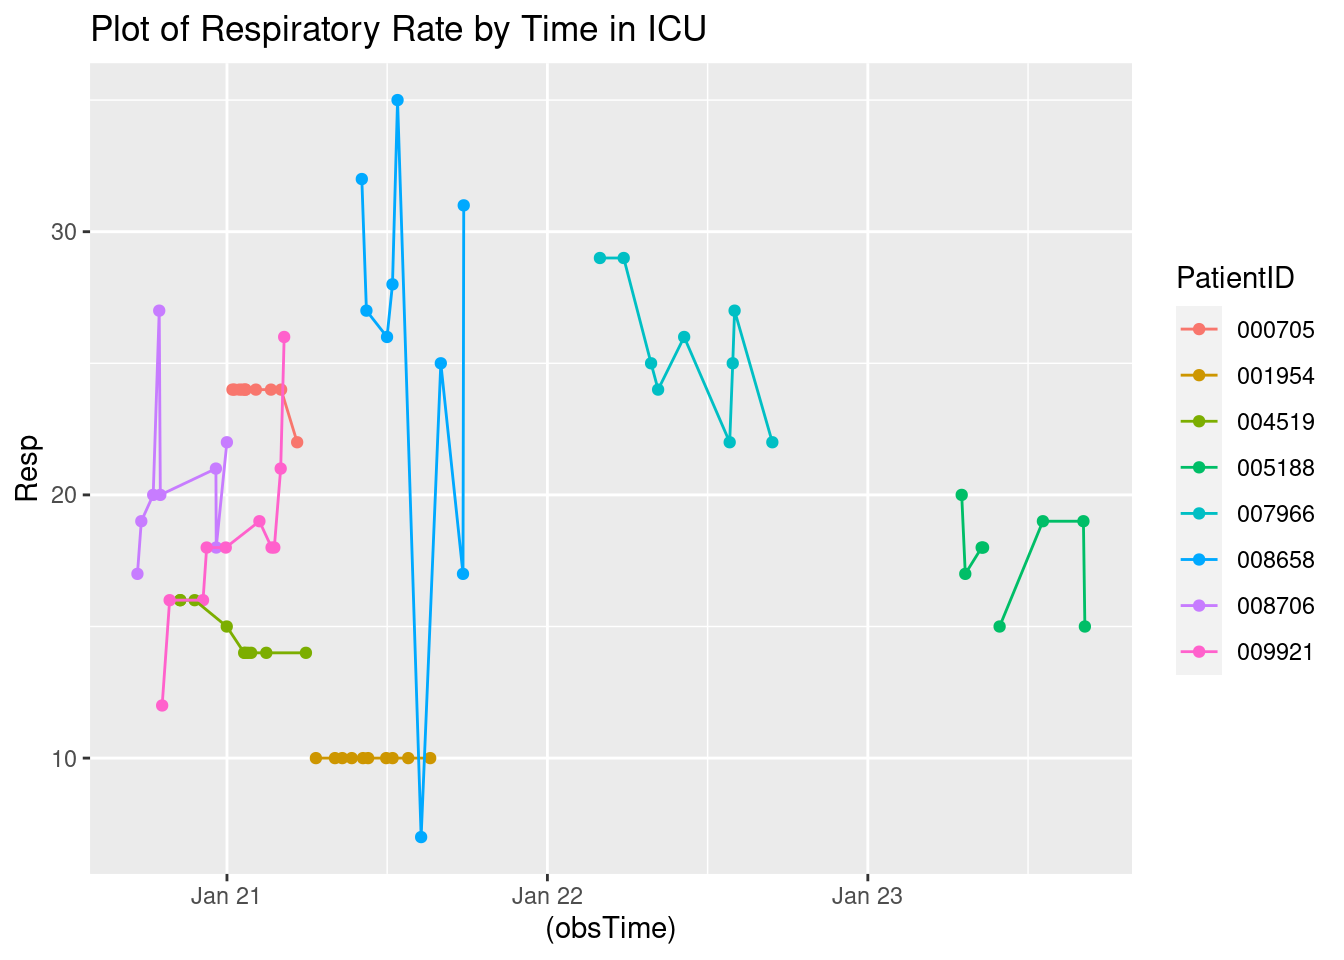 Plot of Respiratory Rate by Time in ICU
Resp
30
20
10
Jan 21
Jan 22
Jan 23
(obsTime)
PatientID
000705
001954
004519
005188
007966
008658
008706
009921